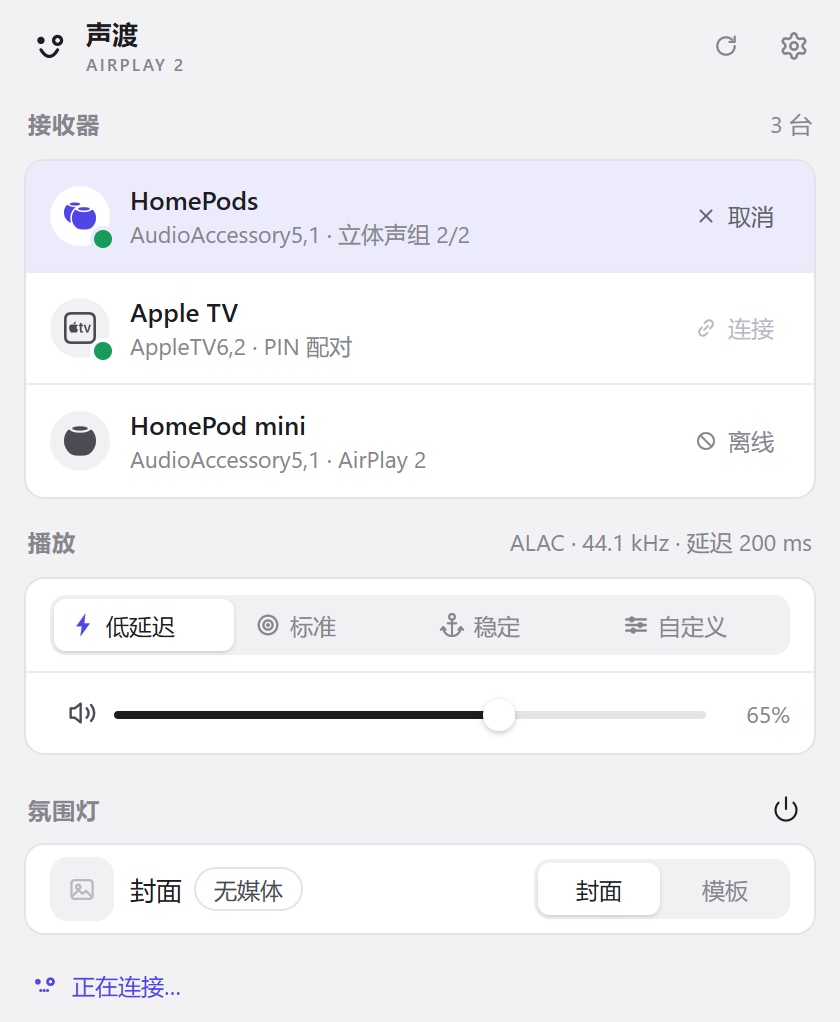 声渡
AIRPLAY 2
接收器 3 台
HomePods
AudioAccessory5,1 · 立体声组 2/2
取消
Apple TV
AppleTV6,2 · PIN 配对
tv
连接
HomePod mini
AudioAccessory5,1 · AirPlay 2
离线
播放 ALAC · 44.1 kHz · 延迟 200 ms
低延迟 标准 稳定 自定义
65%
氛围灯
封面 无媒体 封面 模板
正在连接...